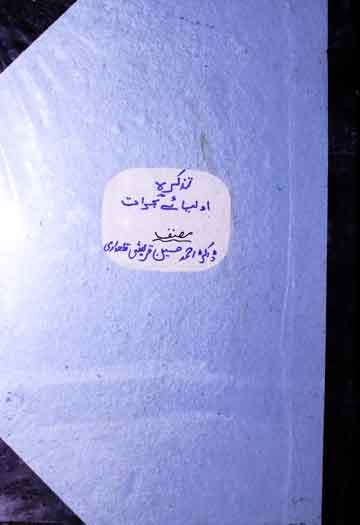 تذکرہ
اولیائے گجرات
مصنف
ڈاکٹر احمد حسین قریشی قلعداری